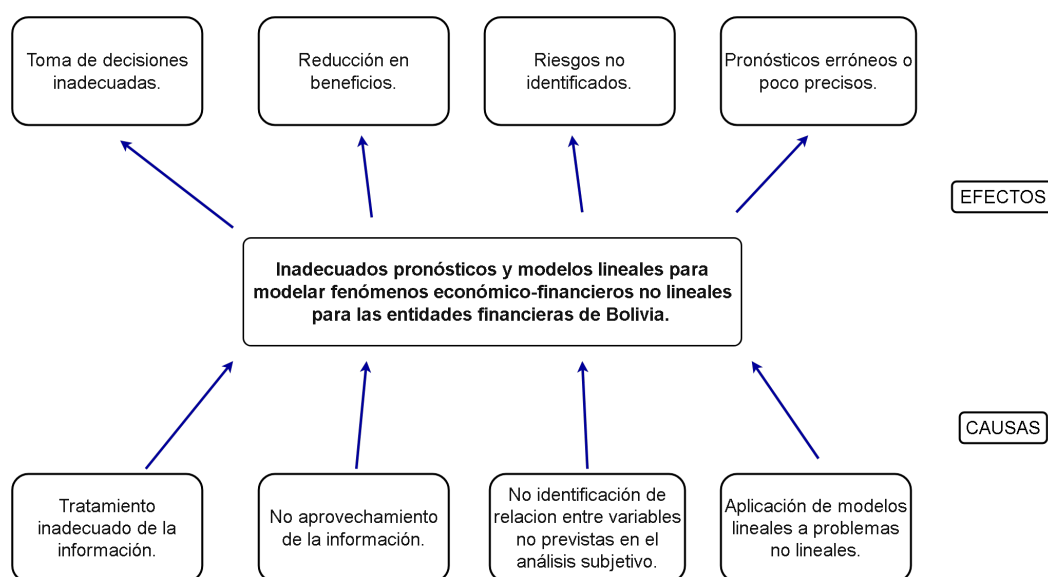 Toma de decisiones
inadecuadas.
Reducción en
beneficios.
Riesgos no
identificados.
Pronósticos erróneos o
poco precisos.
EFECTOS
Inadecuados pronósticos y modelos lineales para
modelar fenómenos económico-financieros no lineales
para las entidades financieras de Bolivia.
CAUSAS
Tratamiento
inadecuado de la
información.
No aprovechamiento
de la información.
No identificación de
relacion entre variables
no previstas en el
análisis subjetivo.
Aplicación de modelos
lineales a problemas
no lineales.